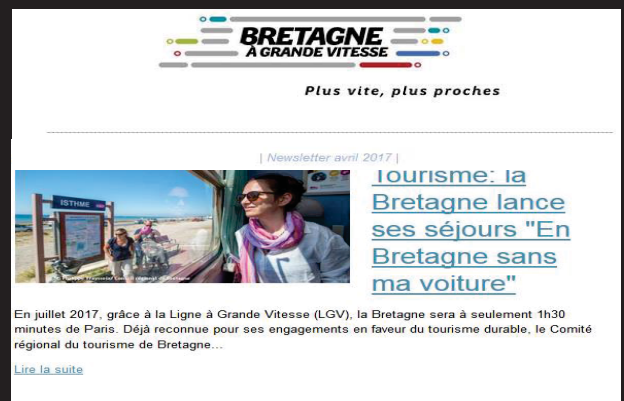 BRETAGNE
À GRANDE VITESSE
Plus vite, plus proches
| Newsletter avril 2017 |
ISTHME
Tourisme: la
Bretagne lance
ses séjours "En
Bretagne sans
ma voiture"
En juillet 2017, grâce à la Ligne à Grande Vitesse (LGV), la Bretagne sera à seulement 1h30
minutes de Paris. Déjà reconnue pour ses engagements en faveur du tourisme durable, le Comité
régional du tourisme de Bretagne...
Lire la suite